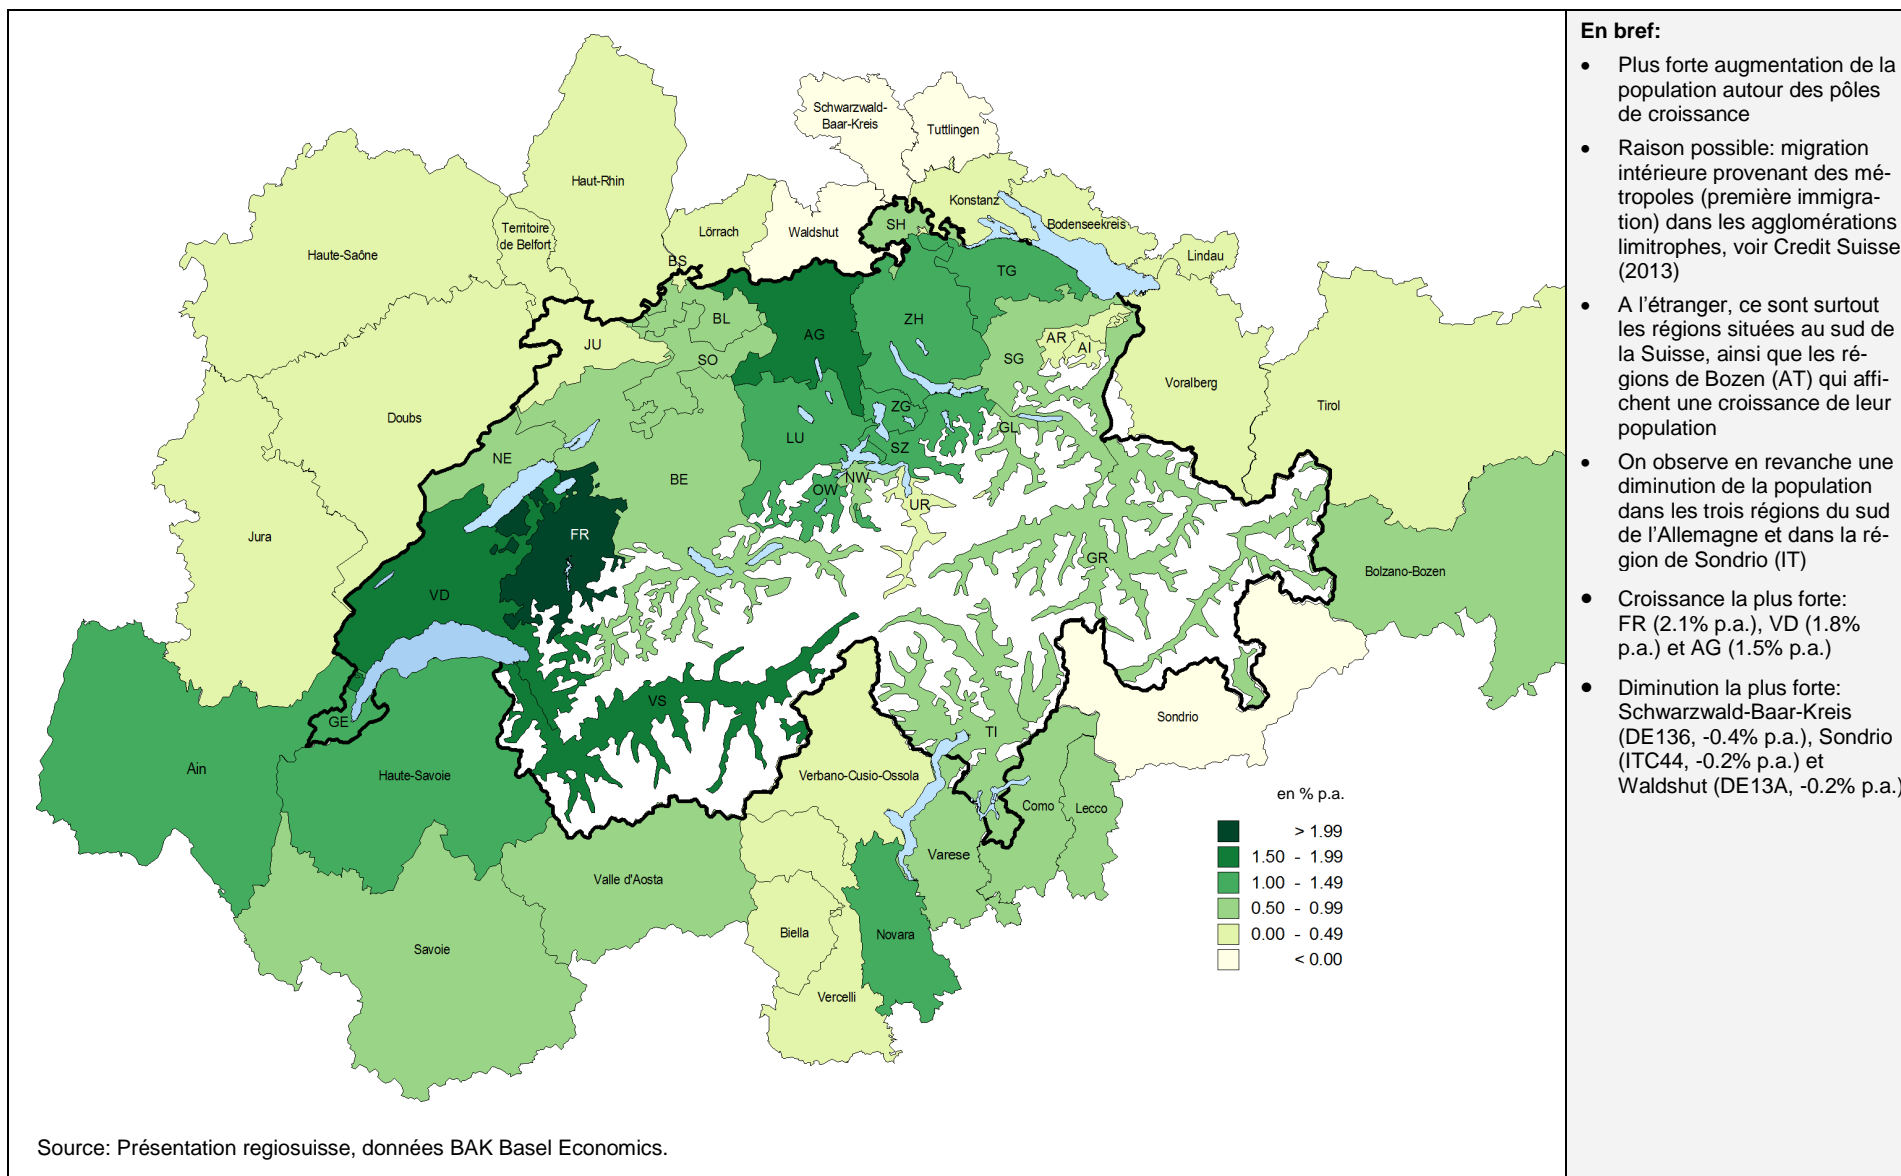 Schwarzwald-
Baar-Kreis
Tuttlingen
Haut-Rhin
Konstanz
Territoire
de Belfort
Lörrach
Waldshut
SH
Bodenseekreis
Haute-Saône
BS
Lindau
TG
BL
AG
ZH
JU
SO
SG
AR
AI
Voralberg
Tirol
Doubs
ZG
LU
SZ
GL
NE
BE
OW
NW
UR
Jura
FR
GR
Bolzano-Bozen
VD
VS
Sondrio
GE
TI
Ain
Haute-Savoie
Verbano-Cusio-Ossola
Como
Lecco
Varese
Valle d'Aosta
Biella
Novara
Savoie
Vercelli
en % p.a.
> 1.99
1.50 - 1.99
1.00 - 1.49
0.50 - 0.99
0.00 - 0.49
< 0.00
Source: Présentation regiosuisse, données BAK Basel Economics.
En bref:
• Plus forte augmentation de la
population autour des pôles
de croissance
• Raison possible: migration
intérieure provenant des mé-
tropoles (première immigra-
tion) dans les agglomérations
limitrophes, voir Credit Suisse
(2013)
• A l’étranger, ce sont surtout
les régions situées au sud de
la Suisse, ainsi que les ré-
gions de Bozen (AT) qui affi-
chent une croissance de leur
population
• On observe en revanche une
diminution de la population
dans les trois régions du sud
de l’Allemagne et dans la ré-
gion de Sondrio (IT)
• Croissance la plus forte:
FR (2.1% p.a.), VD (1.8%
p.a.) et AG (1.5% p.a.)
• Diminution la plus forte:
Schwarzwald-Baar-Kreis
(DE136, -0.4% p.a.), Sondrio
(ITC44, -0.2% p.a.) et
Waldshut (DE13A, -0.2% p.a.)